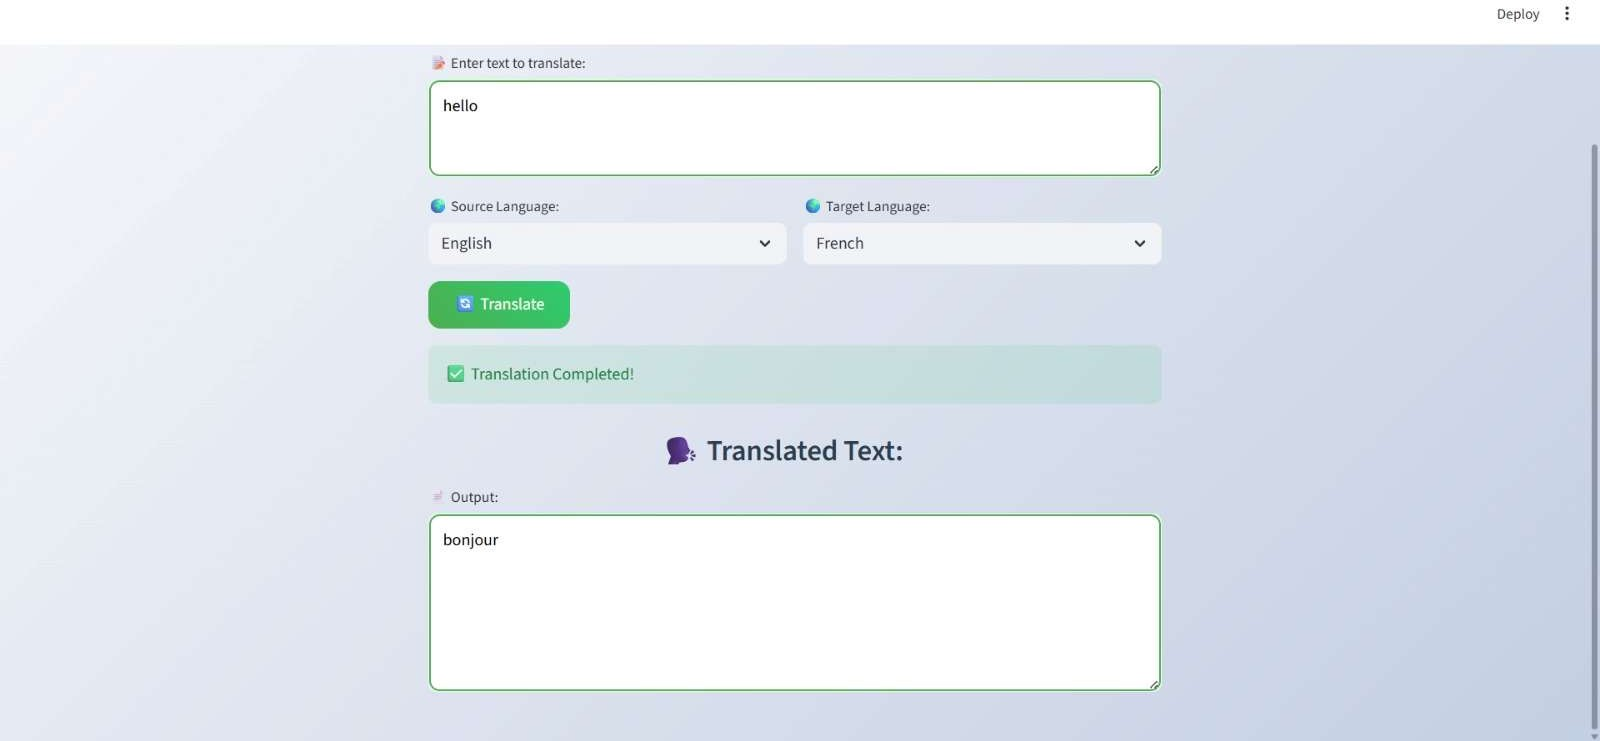 Deploy
Enter text to translate:
hello
Source Language:
Target Language:
English
French
Translate
Translation Completed!
Translated Text:
Output:
bonjour